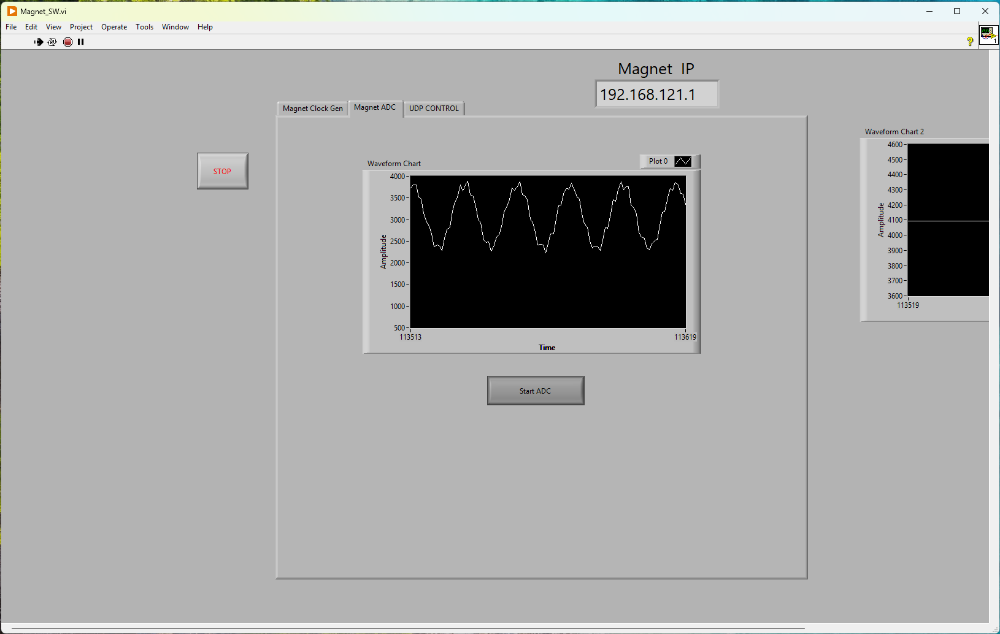 Magnet_SW.vi
File Edit View Project Operate Tools Window Help
1
Magnet IP
192.168.121.1
Magnet Clock Gen Magnet ADC UDP CONTROL
STOP
Waveform Chart
Plot 0
4000
3500
3000
2500
2000
1500
1000
500
Amplitude
113513 113619
Time
Start ADC
Waveform Chart 2
4600
4500
4400
4300
4200
4100
4000
3900
3800
3700
3600
Amplitude
113519